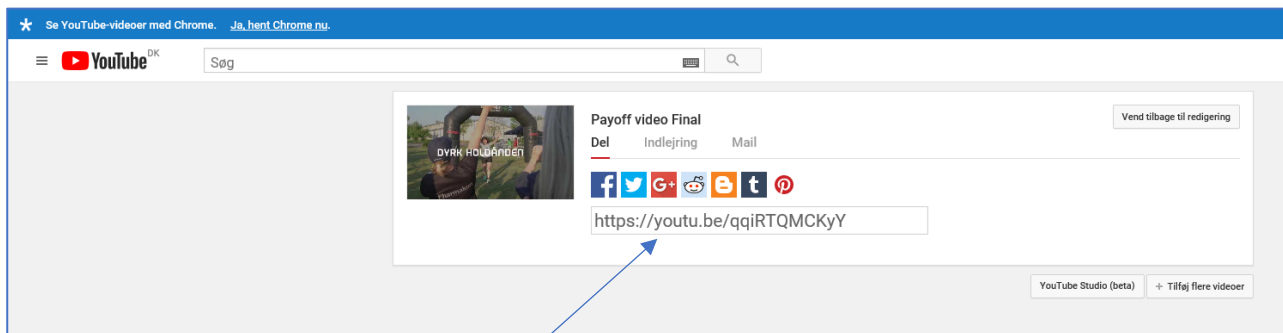 Se YouTube-videoer med Chrome. Ja, hent Chrome nu.
YouTube DK
Søg
Payoff video Final
Vend tilbage til redigering
Del Indlejring Mail
DYRK HOLDÅNDEN
https://youtu.be/qqiRTQMCKyY
YouTube Studio (beta) + Tilføj flere videoer